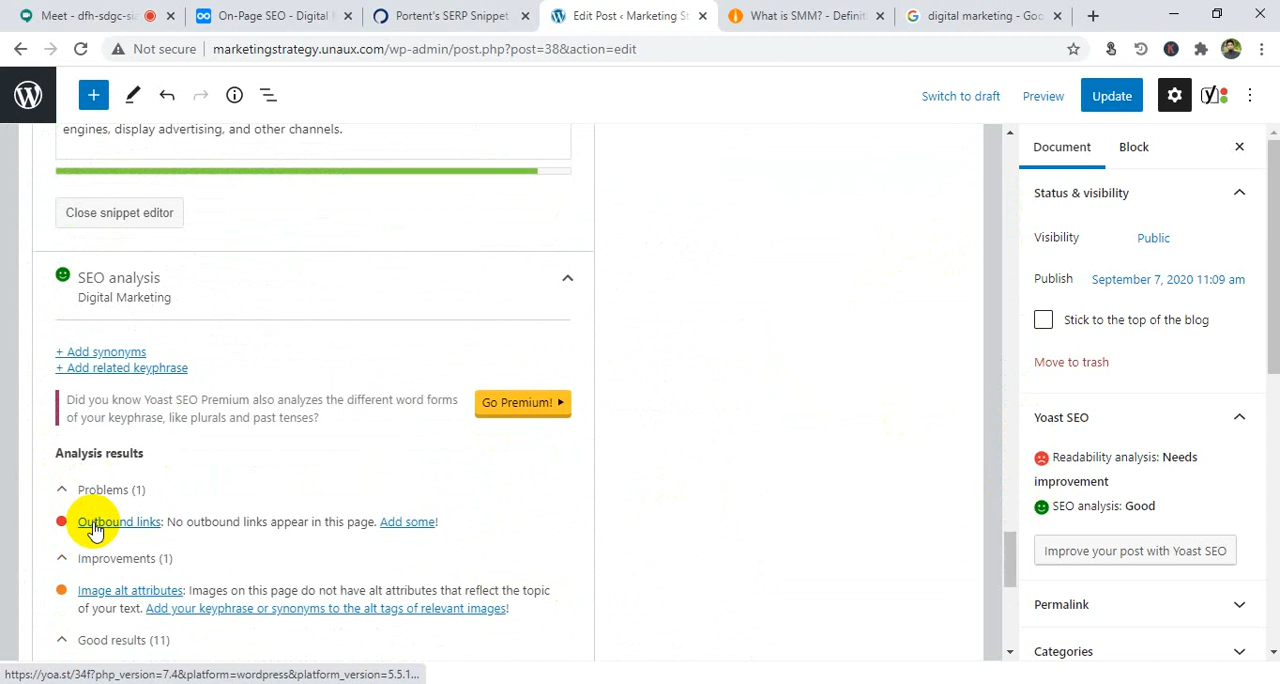 Meet - dfh-sdgc-su
On-Page SEO - Digital M
Portent's SERP Snippet
Edit Post ‹ Marketing St
What is SMM? - Definit
digital marketing - Goo
Not secure
marketingstrategy.unaux.com/wp-admin/post.php?post=38&action=edit
Switch to draft
Preview
Update
engines, display advertising, and other channels.
Close snippet editor
SEO analysis
Digital Marketing
+ Add synonyms
+ Add related keyphrase
Did you know Yoast SEO Premium also analyzes the different word forms
of your keyphrase, like plurals and past tenses?
Go Premium!
Analysis results
Problems (1)
Outbound links: No outbound links appear in this page. Add some!
Improvements (1)
Image alt attributes: Images on this page do not have alt attributes that reflect the topic
of your text. Add your keyphrase or synonyms to the alt tags of relevant images!
Good results (11)
https://yoa.st/34f?php_version=7.4&platform=wordpress&platform_version=5.5.1...
Document
Block
Status & visibility
Visibility
Public
Publish
September 7, 2020 11:09 am
Stick to the top of the blog
Move to trash
Yoast SEO
Readability analysis: Needs
improvement
SEO analysis: Good
Improve your post with Yoast SEO
Permalink
Categories